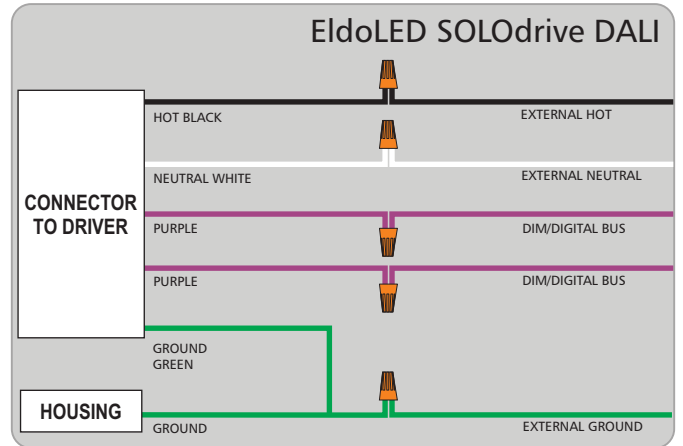 EldoLED SOLOdrive DALI
HOT BLACK
EXTERNAL HOT
NEUTRAL WHITE
EXTERNAL NEUTRAL
CONNECTOR
TO DRIVER
PURPLE
DIM/DIGITAL BUS
PURPLE
DIM/DIGITAL BUS
GROUND
GREEN
HOUSING
GROUND
EXTERNAL GROUND